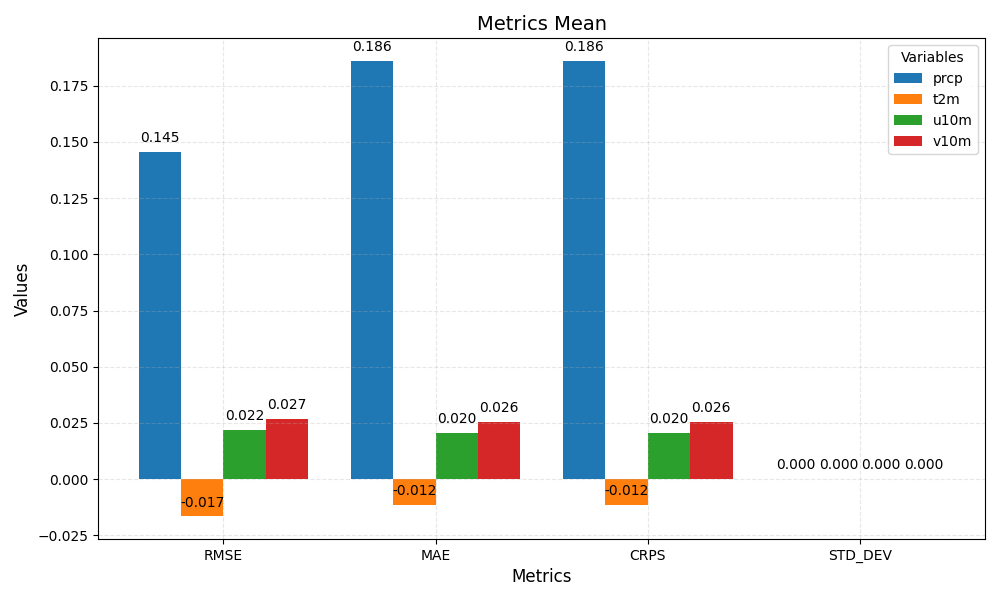 Metrics Mean
Values
0.175
0.150
0.125
0.100
0.075
0.050
0.025
0.000
−0.025
0.145
-0.017
0.022
0.027
0.186
-0.012
0.020
0.026
0.186
-0.012
0.020
0.026
0.000 0.000 0.000 0.000
Variables
prcp
t2m
u10m
v10m
RMSE MAE CRPS STD_DEV
Metrics